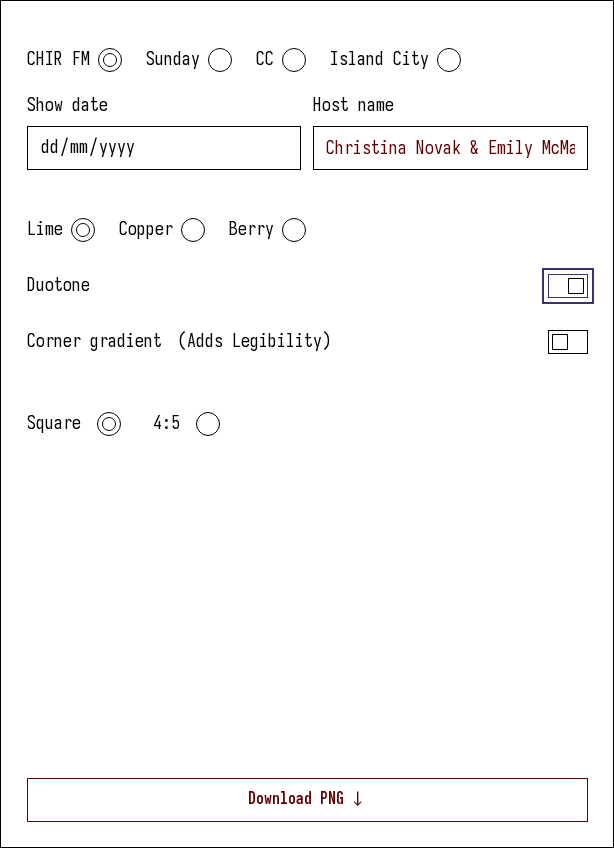 CHIR FM Sunday CC Island City
Show date Host name
dd/mm/yyyy Christina Novak & Emily McMa
Lime Copper Berry
Duotone
Corner gradient (Adds Legibility)
Square 4:5
Download PNG ↓